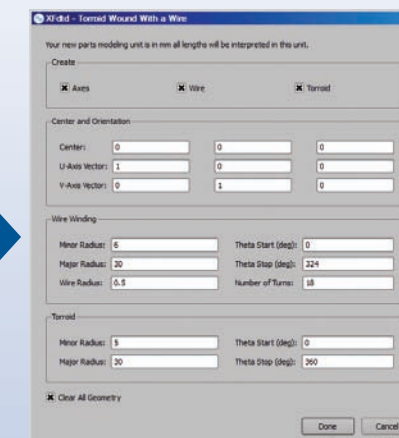 XFdtd - Torroid Wound With a Wire
Your new parts modeling unit is in mm all lengths will be interpreted in this unit.
Create
Axes Wire Torroid
Center and Orientation
Center: 0 0 0
U-Axis Vector: 1 0 0
V-Axis Vector: 0 1 0
Wire Winding
Minor Radius: 6 Theta Start (deg): 0
Major Radius: 30 Theta Stop (deg): 324
Wire Radius: 0.5 Number of Turns: 18
Torroid
Minor Radius: 5 Theta Start (deg): 0
Major Radius: 30 Theta Stop (deg): 360
Clear All Geometry
Done Cancel